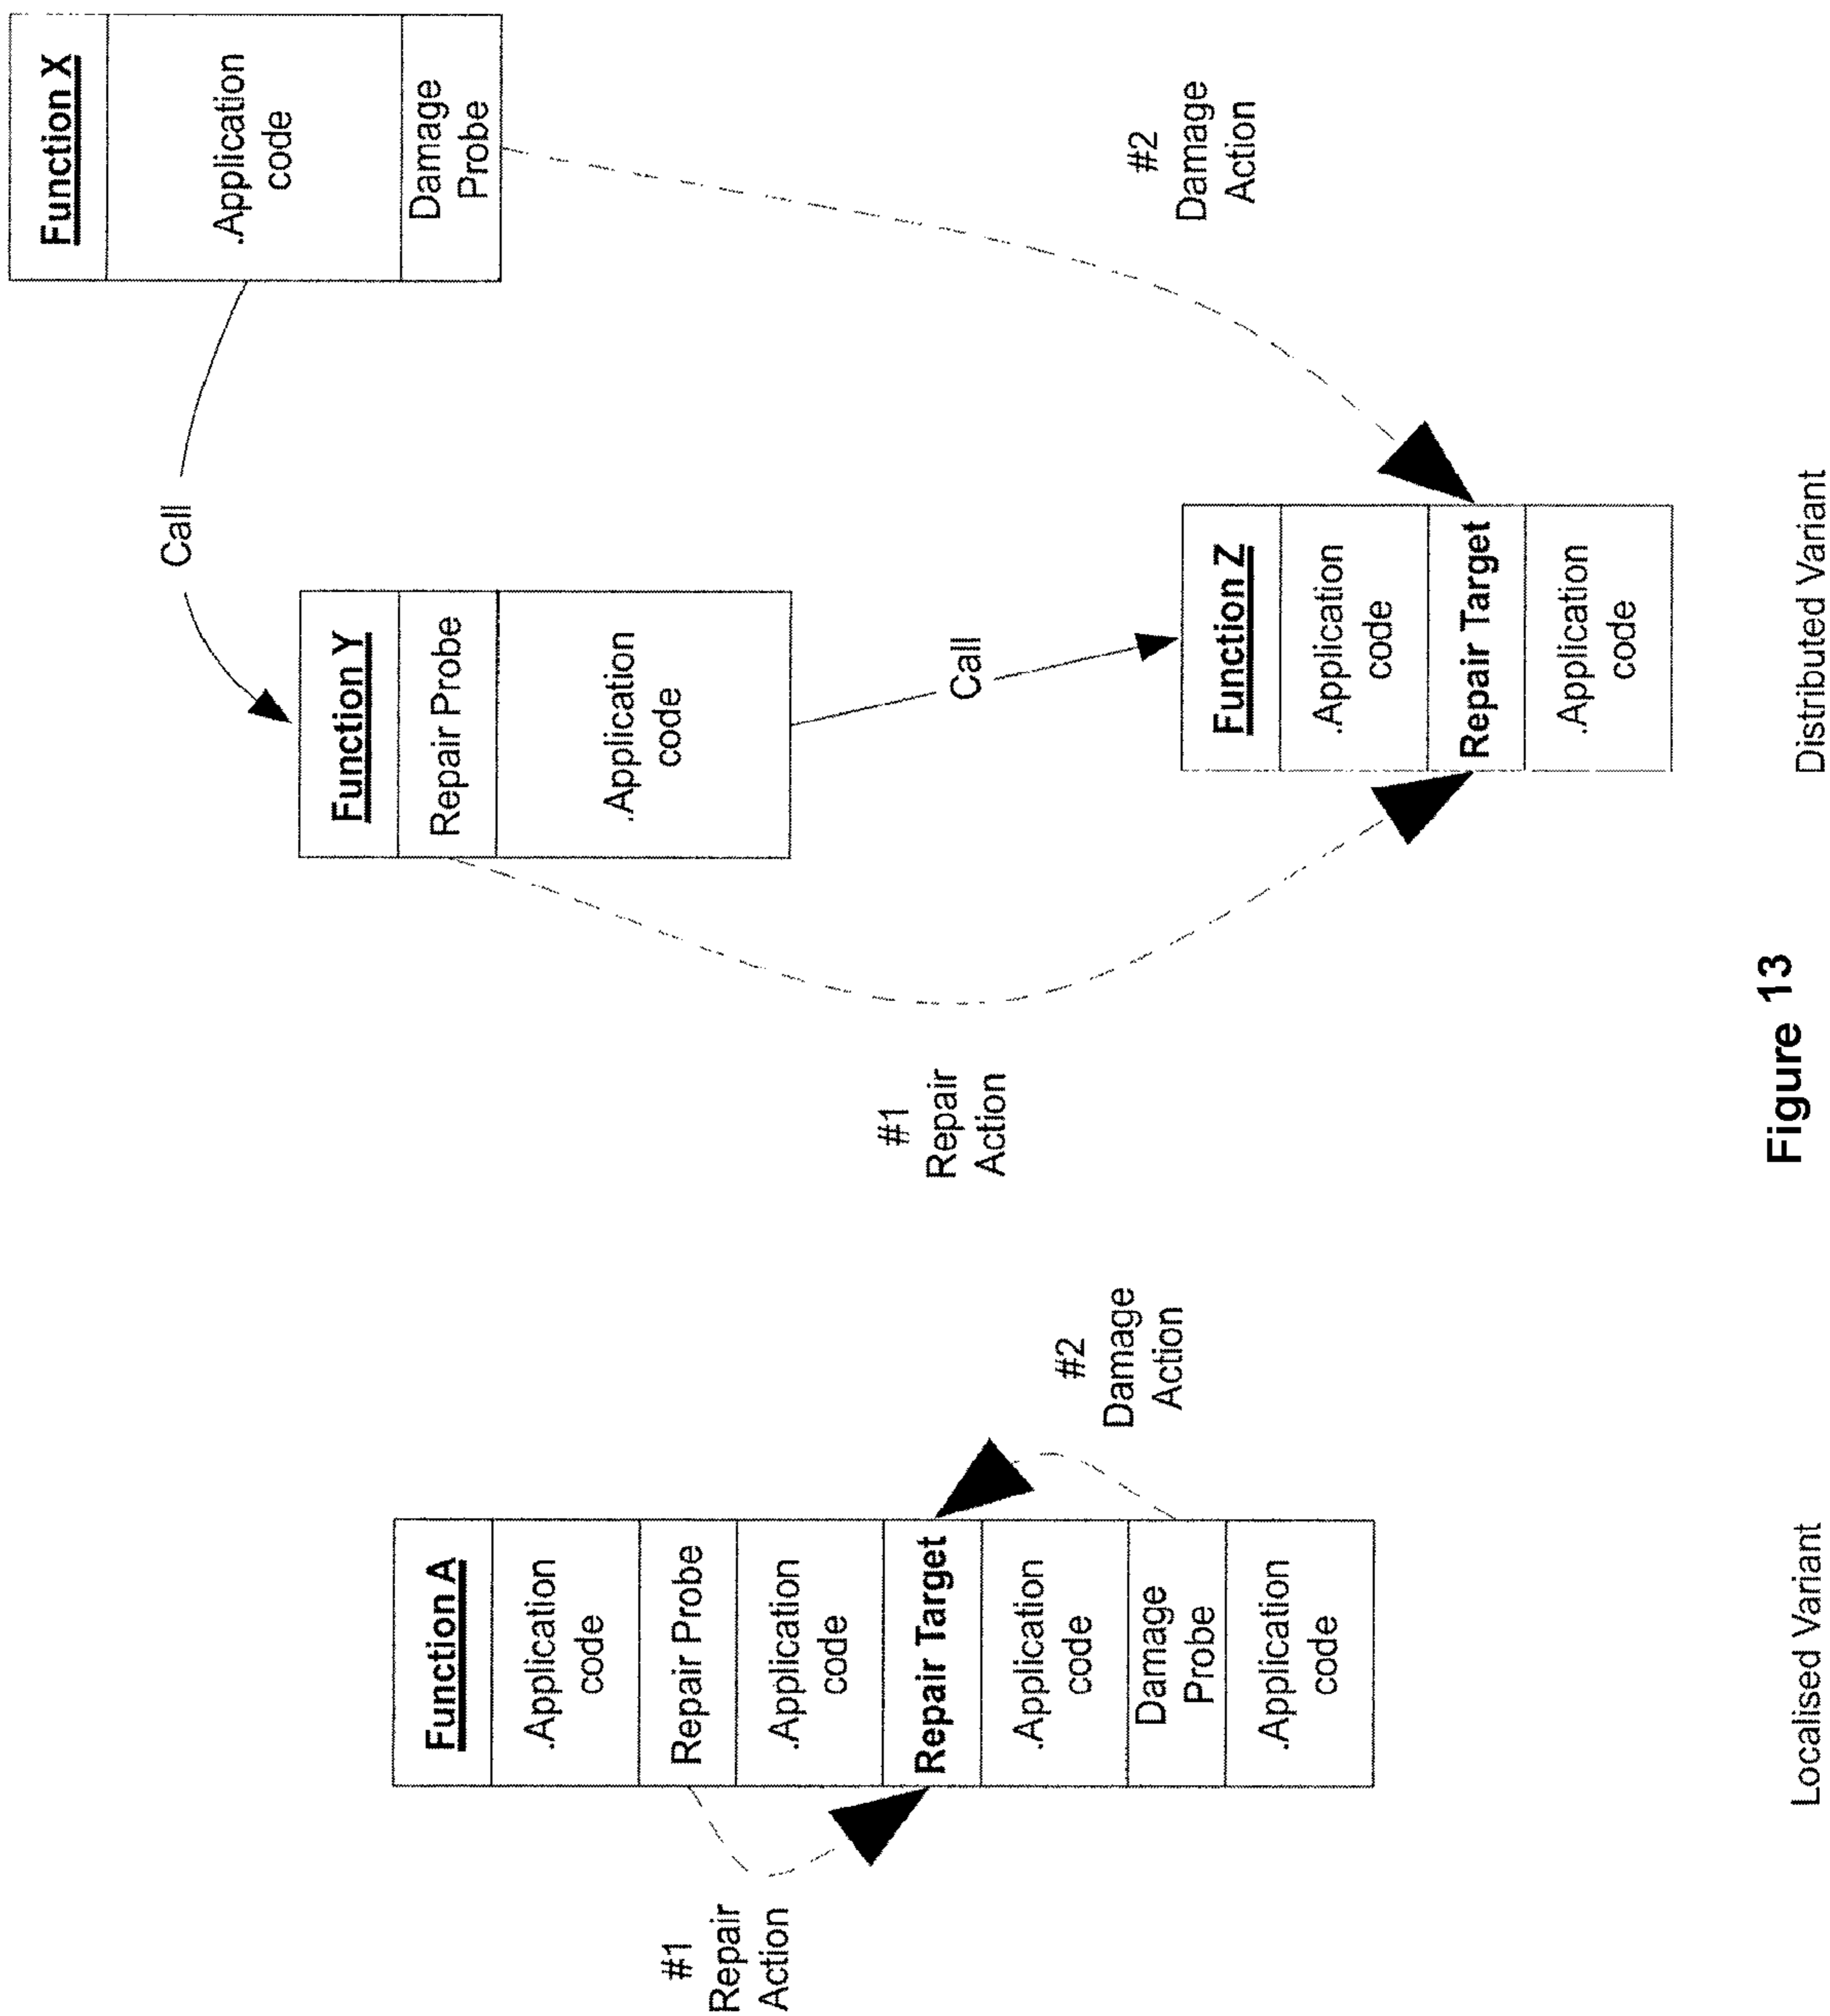 Function A
.Application
code
Repair Probe
.Application
code
Repair Target
.Application
code
Damage
Probe
.Application
code
#1
Repair
Action
#2
Damage
Action
Localised Variant
Function X
.Application
code
Damage
Probe
Call
Function Y
Repair Probe
.Application
code
Call
Function Z
.Application
code
Repair Target
.Application
code
#1
Repair
Action
#2
Damage
Action
Distributed Variant
Figure 13